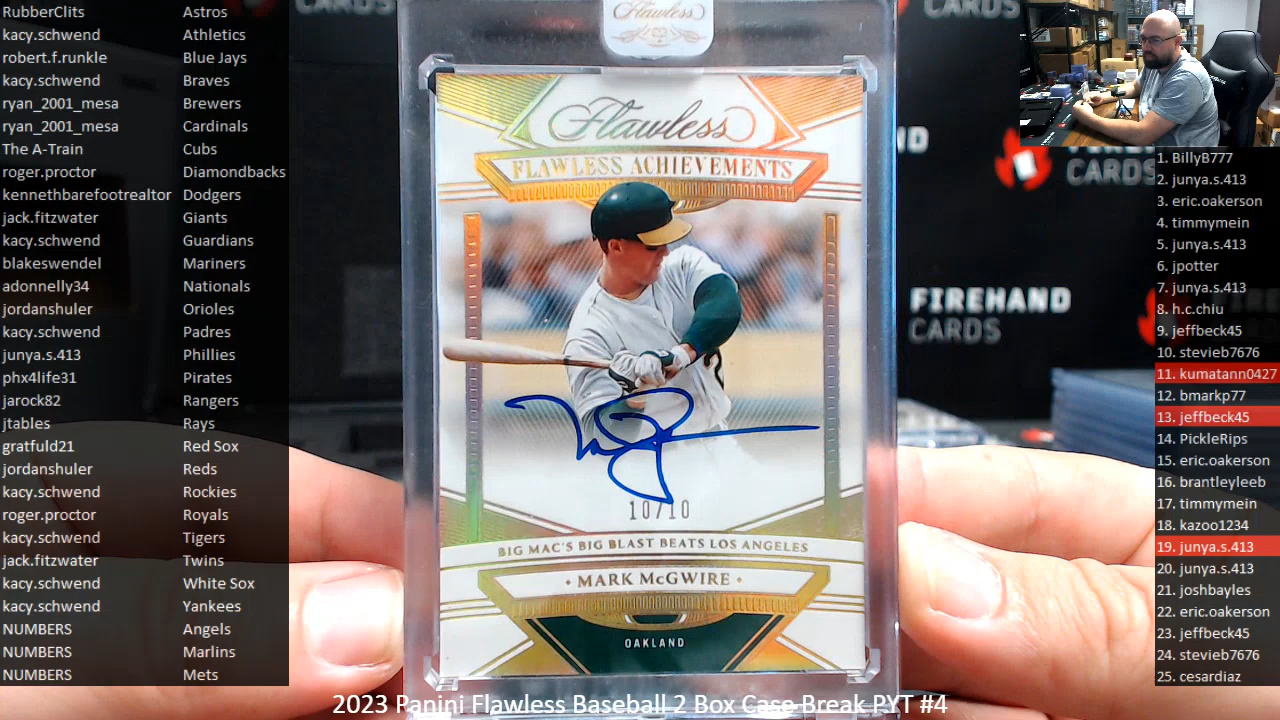 RubberClits Astros
kacy.schwend Athletics
robert.f.runkle Blue Jays
kacy.schwend Braves
ryan_2001_mesa Brewers
ryan_2001_mesa Cardinals
The A-Train Cubs
roger.proctor Diamondbacks
kennethbarefootrealtor Dodgers
jack.fitzwater Giants
kacy.schwend Guardians
blakeswendel Mariners
adonnelly34 Nationals
jordanshuler Orioles
kacy.schwend Padres
junya.s.413 Phillies
phx4life31 Pirates
jarock82 Rangers
jtables Rays
gratfuld21 Red Sox
jordanshuler Reds
kacy.schwend Rockies
roger.proctor Royals
kacy.schwend Tigers
jack.fitzwater Twins
kacy.schwend White Sox
kacy.schwend Yankees
NUMBERS Angels
NUMBERS Marlins
NUMBERS Mets
Flawless
Flawless
FLAWLESS ACHIEVEMENTS
10/10
BIG MAC'S BIG BLAST BEATS LOS ANGELES
• MARK McGWIRE •
OAKLAND
CARDS
CARDS
ND
CARDS
FIREHAND
CARDS
1. BillyB777
2. junya.s.413
3. eric.oakerson
4. timmymein
5. junya.s.413
6. jpotter
7. junya.s.413
8. h.c.chiu
9. jeffbeck45
10. stevieb7676
11. kumatann0427
12. bmarkp77
13. jeffbeck45
14. PickleRips
15. eric.oakerson
16. brantleyleeb
17. timmymein
18. kazoo1234
19. junya.s.413
20. junya.s.413
21. joshbayles
22. eric.oakerson
23. jeffbeck45
24. stevieb7676
25. cesardiaz
2023 Panini Flawless Baseball 2 Box Case Break PYT #4